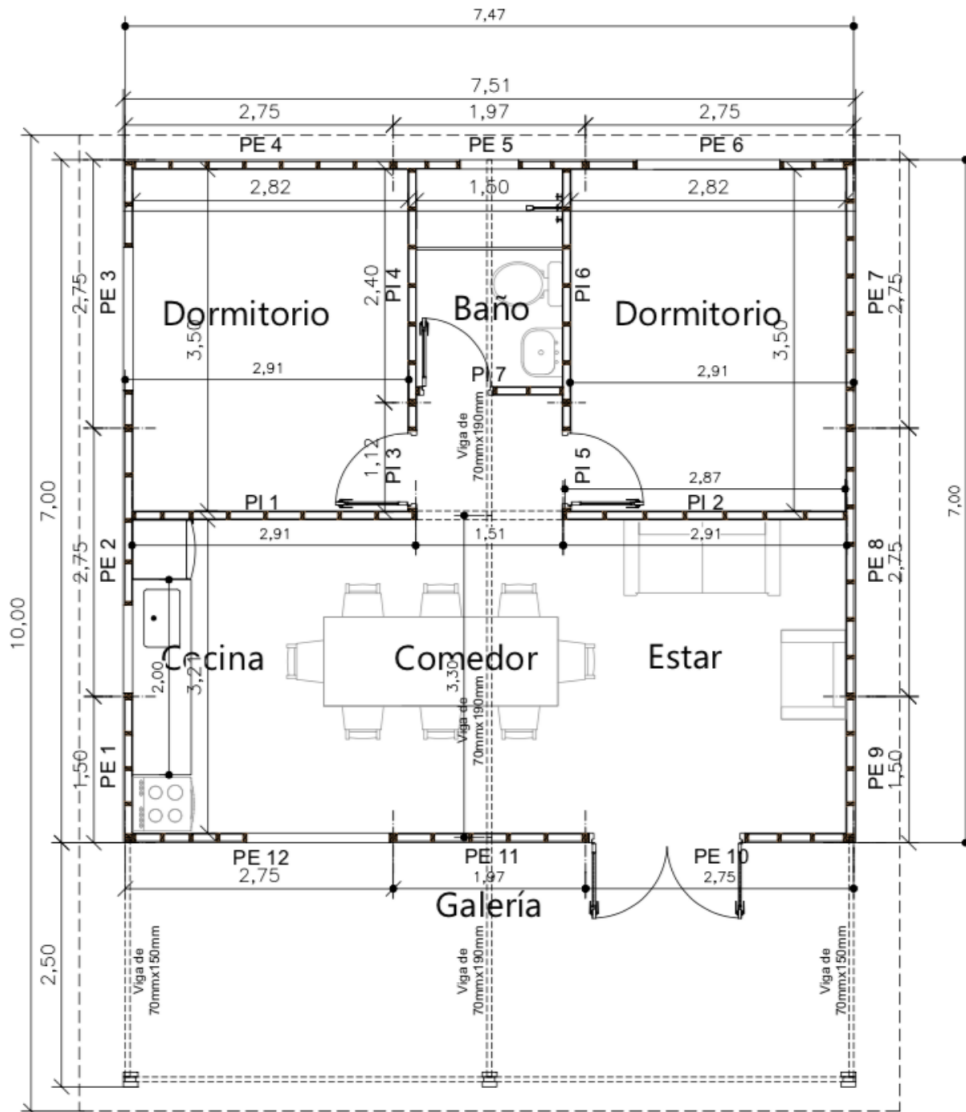 7,47
7,51
2,75
1,97
2,75
PE 4
PE 5
PE 6
2,82
1,50
2,82
PE 3
2,75
3,50
2,40
PI 4
PI 6
3,50
PE 7
2,75
Dormitorio
Baño
Dormitorio
2,91
2,91
PI 7
Viga de
70mmx190mm
1,12
PI 3
PI 5
2,87
7,00
7,00
PI 1
PI 2
2,91
1,51
2,91
PE 2
2,75
PE 8
2,75
10,00
Cocina
Comedor
Estar
2,00
3,21
3,30
Viga de
70mmx190mm
PE 1
1,50
PE 9
1,50
PE 12
PE 11
PE 10
2,75
1,97
2,75
Galería
2,50
Viga de
70mmx150mm
Viga de
70mmx190mm
Viga de
70mmx150mm